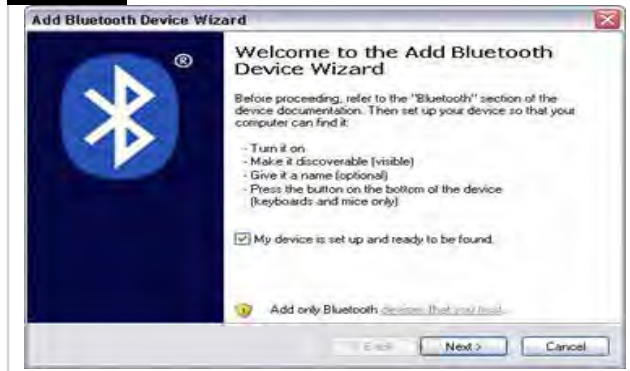 Add Bluetooth Device Wizard
®
Welcome to the Add Bluetooth
Device Wizard
Before proceeding, refer to the "Bluetooth" section of the
device documentation. Then set up your device so that your
computer can find it:
- Turn it on
- Make it discoverable (visible)
- Give it a name (optional)
- Press the button on the bottom of the device
(keyboards and mice only)
My device is set up and ready to be found.
Add only Bluetooth devices that you trust.
< Back
Next >
Cancel